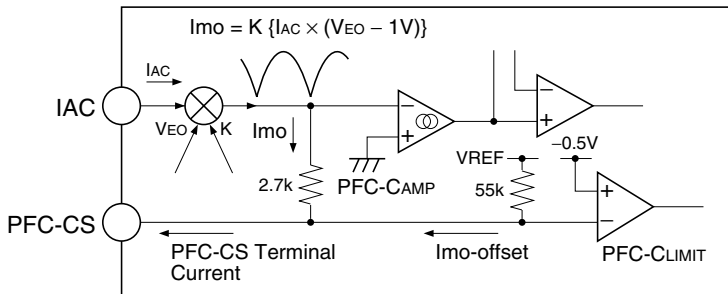 Imo = K {IAC × (VEO – 1V)}
IAC
IAC
VEO
K
Imo
–
+
PFC-CAMP
–
+
2.7k
VREF
55k
–0.5V
+
–
PFC-CLIMIT
PFC-CS
PFC-CS Terminal
Current
Imo-offset